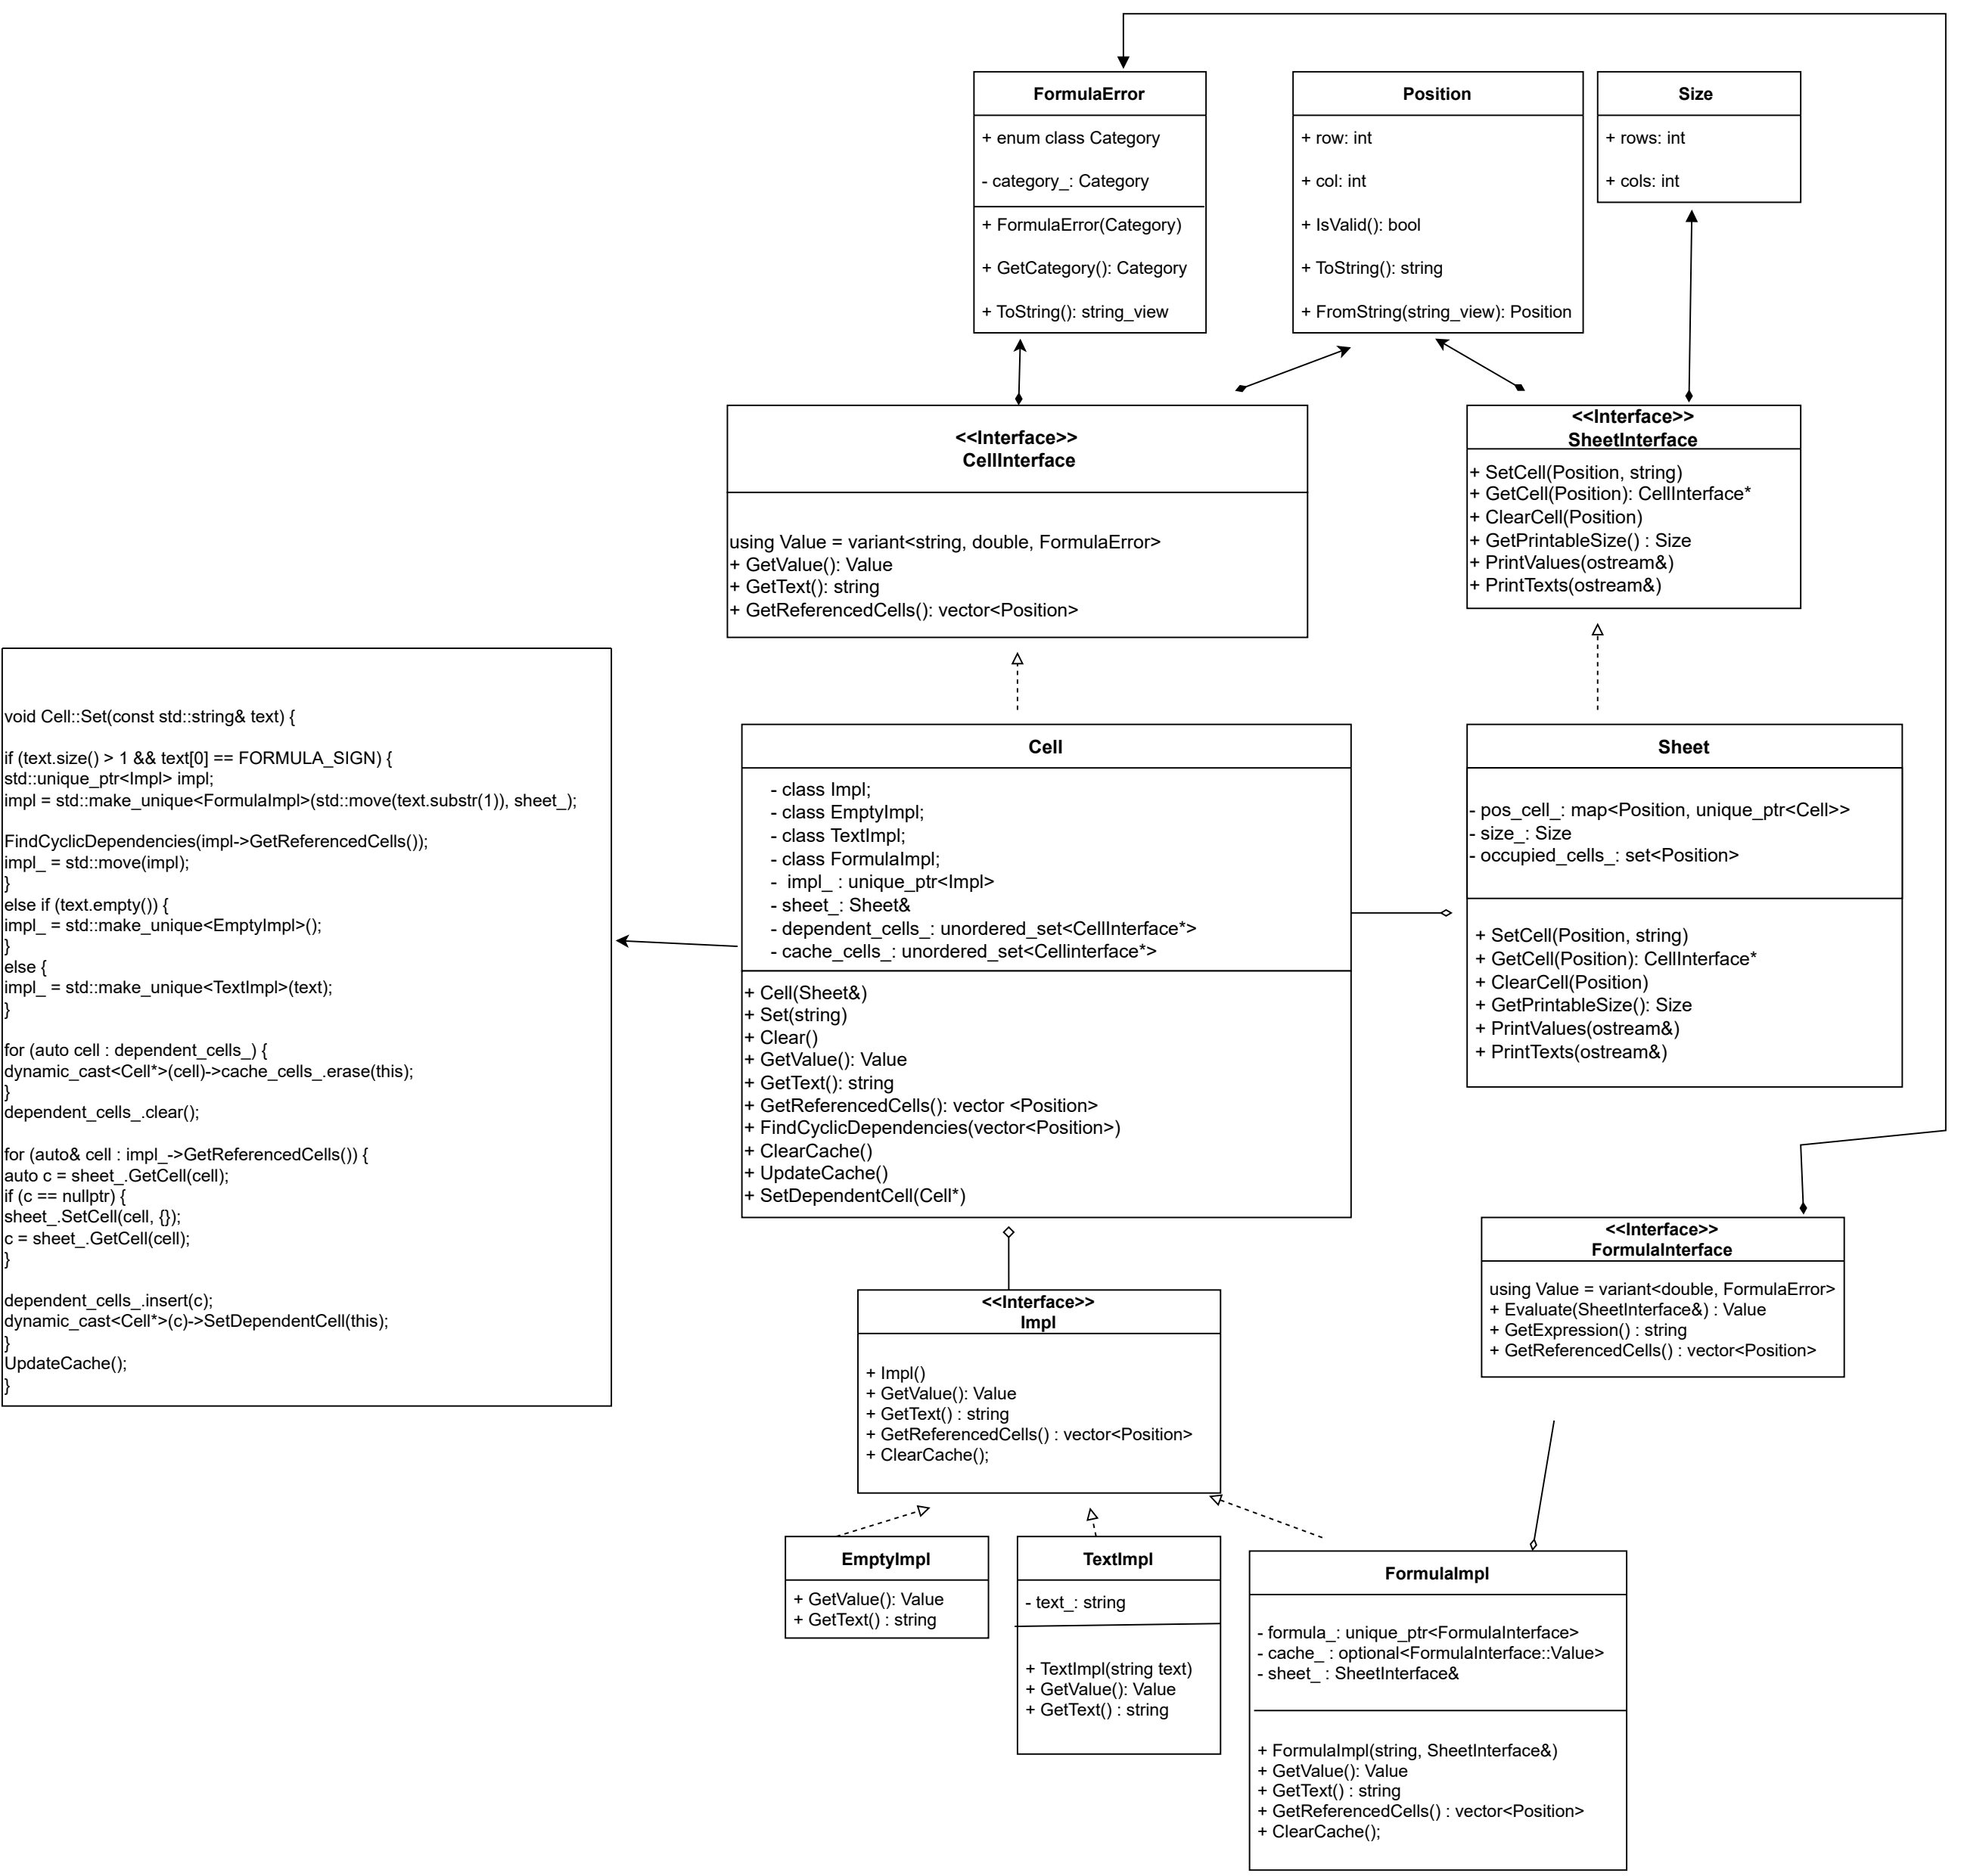 FormulaError
+ enum class Category
- category_: Category
+ FormulaError(Category)
+ GetCategory(): Category
+ ToString(): string_view
Position
+ row: int
+ col: int
+ IsValid(): bool
+ ToString(): string
+ FromString(string_view): Position
Size
+ rows: int
+ cols: int
<<Interface>>
CellInterface
using Value = variant<string, double, FormulaError>
+ GetValue(): Value
+ GetText(): string
+ GetReferencedCells(): vector<Position>
<<Interface>>
SheetInterface
+ SetCell(Position, string)
+ GetCell(Position): CellInterface*
+ ClearCell(Position)
+ GetPrintableSize() : Size
+ PrintValues(ostream&)
+ PrintTexts(ostream&)
void Cell::Set(const std::string& text) {
if (text.size() > 1 && text[0] == FORMULA_SIGN) {
std::unique_ptr<Impl> impl;
impl = std::make_unique<FormulaImpl>(std::move(text.substr(1)), sheet_);
FindCyclicDependencies(impl->GetReferencedCells());
impl_ = std::move(impl);
}
else if (text.empty()) {
impl_ = std::make_unique<EmptyImpl>();
}
else {
impl_ = std::make_unique<TextImpl>(text);
}
for (auto cell : dependent_cells_) {
dynamic_cast<Cell*>(cell)->cache_cells_.erase(this);
}
dependent_cells_.clear();
for (auto& cell : impl_->GetReferencedCells()) {
auto c = sheet_.GetCell(cell);
if (c == nullptr) {
sheet_.SetCell(cell, {});
c = sheet_.GetCell(cell);
}
dependent_cells_.insert(c);
dynamic_cast<Cell*>(c)->SetDependentCell(this);
}
UpdateCache();
}
Cell
- class Impl;
- class EmptyImpl;
- class TextImpl;
- class FormulaImpl;
- impl_ : unique_ptr<Impl>
- sheet_: Sheet&
- dependent_cells_: unordered_set<CellInterface*>
- cache_cells_: unordered_set<Cellinterface*>
+ Cell(Sheet&)
+ Set(string)
+ Clear()
+ GetValue(): Value
+ GetText(): string
+ GetReferencedCells(): vector <Position>
+ FindCyclicDependencies(vector<Position>)
+ ClearCache()
+ UpdateCache()
+ SetDependentCell(Cell*)
Sheet
- pos_cell_: map<Position, unique_ptr<Cell>>
- size_: Size
- occupied_cells_: set<Position>
+ SetCell(Position, string)
+ GetCell(Position): CellInterface*
+ ClearCell(Position)
+ GetPrintableSize(): Size
+ PrintValues(ostream&)
+ PrintTexts(ostream&)
<<Interface>>
FormulaInterface
using Value = variant<double, FormulaError>
+ Evaluate(SheetInterface&) : Value
+ GetExpression() : string
+ GetReferencedCells() : vector<Position>
<<Interface>>
Impl
+ Impl()
+ GetValue(): Value
+ GetText() : string
+ GetReferencedCells() : vector<Position>
+ ClearCache();
EmptyImpl
+ GetValue(): Value
+ GetText() : string
TextImpl
- text_: string
+ TextImpl(string text)
+ GetValue(): Value
+ GetText() : string
FormulaImpl
- formula_: unique_ptr<FormulaInterface>
- cache_ : optional<FormulaInterface::Value>
- sheet_ : SheetInterface&
+ FormulaImpl(string, SheetInterface&)
+ GetValue(): Value
+ GetText() : string
+ GetReferencedCells() : vector<Position>
+ ClearCache();